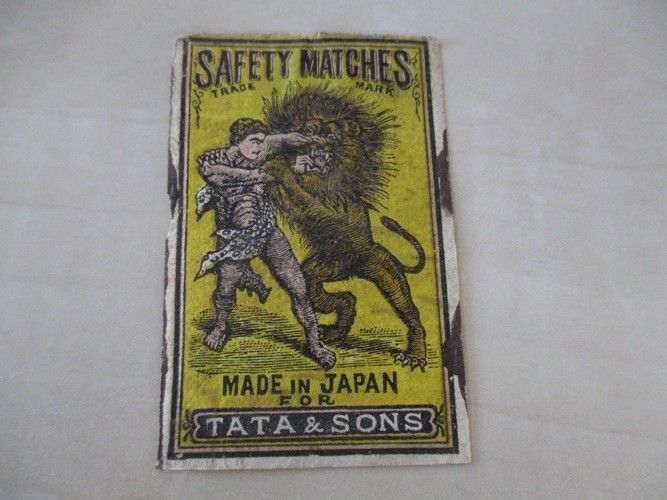 SAFETY MATCHES
TRADE MARK
MADE IN JAPAN
FOR
TATA & SONS